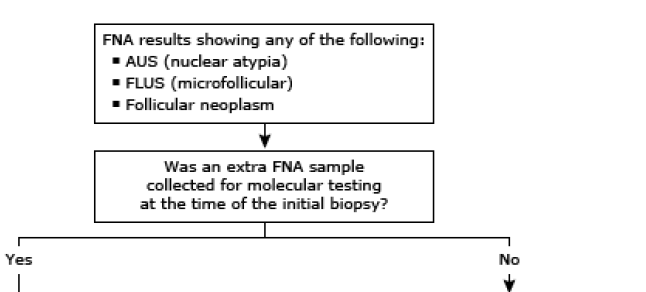 FNA results showing any of the following:
▪ AUS (nuclear atypia)
▪ FLUS (microfollicular)
▪ Follicular neoplasm
Was an extra FNA sample
collected for molecular testing
at the time of the initial biopsy?
Yes
No